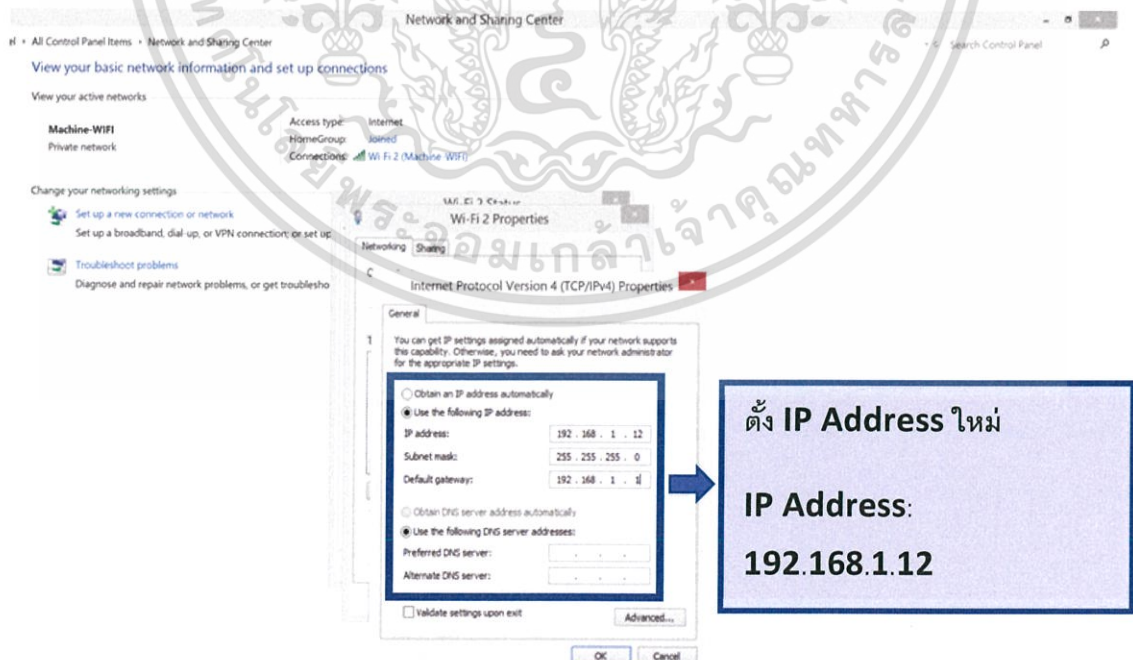 Network and Sharing Center
All Control Panel Items Network and Sharing Center
Search Control Panel
View your basic network information and set up connections
View your active networks
Machine-WIFI
Private network
Access type: Internet
HomeGroup: Joined
Connections: Wi-Fi 2 (Machine-WIFI)
Change your networking settings
Set up a new connection or network
Set up a broadband, dial-up, or VPN connection; or set up
Troubleshoot problems
Diagnose and repair network problems, or get troublesho
Wi-Fi 2 Status
Wi-Fi 2 Properties
Networking Sharing
Internet Protocol Version 4 (TCP/IPv4) Properties
General
You can get IP settings assigned automatically if your network supports
this capability. Otherwise, you need to ask your network administrator
for the appropriate IP settings.
Obtain an IP address automatically
Use the following IP address:
IP address: 192 . 168 . 1 . 12
Subnet mask: 255 . 255 . 255 . 0
Default gateway: 192 . 168 . 1 . 1
Obtain DNS server address automatically
Use the following DNS server addresses:
Preferred DNS server:
Alternate DNS server:
Validate settings upon exit
Advanced...
OK Cancel
ตั้ง IP Address ใหม่
IP Address:
192.168.1.12